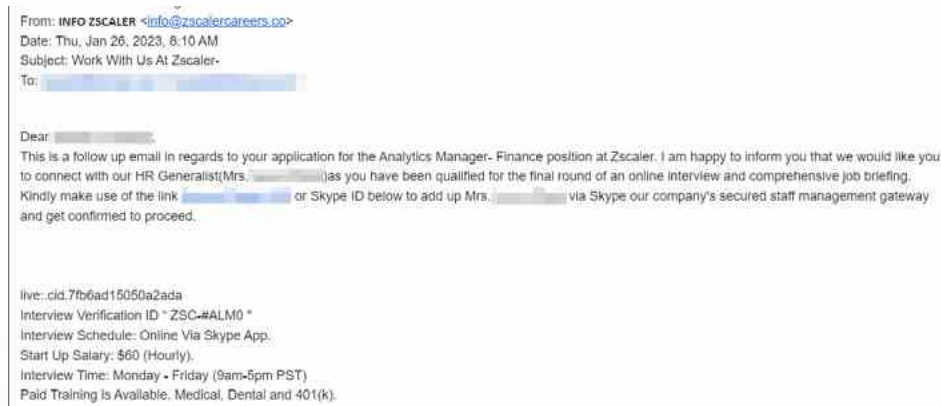 From: INFO ZSCALER <info@zscalercareers.co>
Date: Thu, Jan 26, 2023, 8:10 AM
Subject: Work With Us At Zscaler-
To:
Dear ,
This is a follow up email in regards to your application for the Analytics Manager- Finance position at Zscaler. I am happy to inform you that we would like you
to connect with our HR Generalist(Mrs. )as you have been qualified for the final round of an online interview and comprehensive job briefing.
Kindly make use of the link or Skype ID below to add up Mrs. via Skype our company's secured staff management gateway
and get confirmed to proceed.
live:.cid.7fb6ad15050a2ada
Interview Verification ID " ZSC-#ALM0 "
Interview Schedule: Online Via Skype App.
Start Up Salary: $60 (Hourly).
Interview Time: Monday - Friday (9am-5pm PST)
Paid Training Is Available. Medical, Dental and 401(k).